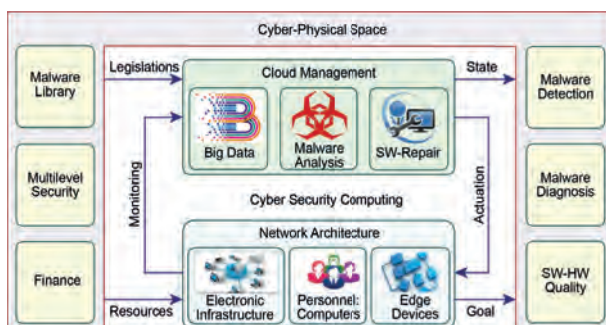 Cyber-Physical Space
Malware
Library
Multilevel
Security
Finance
Legislations
Cloud Management
State
Big Data
Malware
Analysis
SW-Repair
Monitoring
Cyber Security Computing
Actuation
Network Architecture
Electronic
Infrastructure
Personnel:
Computers
Edge
Devices
Resources
Goal
Malware
Detection
Malware
Diagnosis
SW-HW
Quality